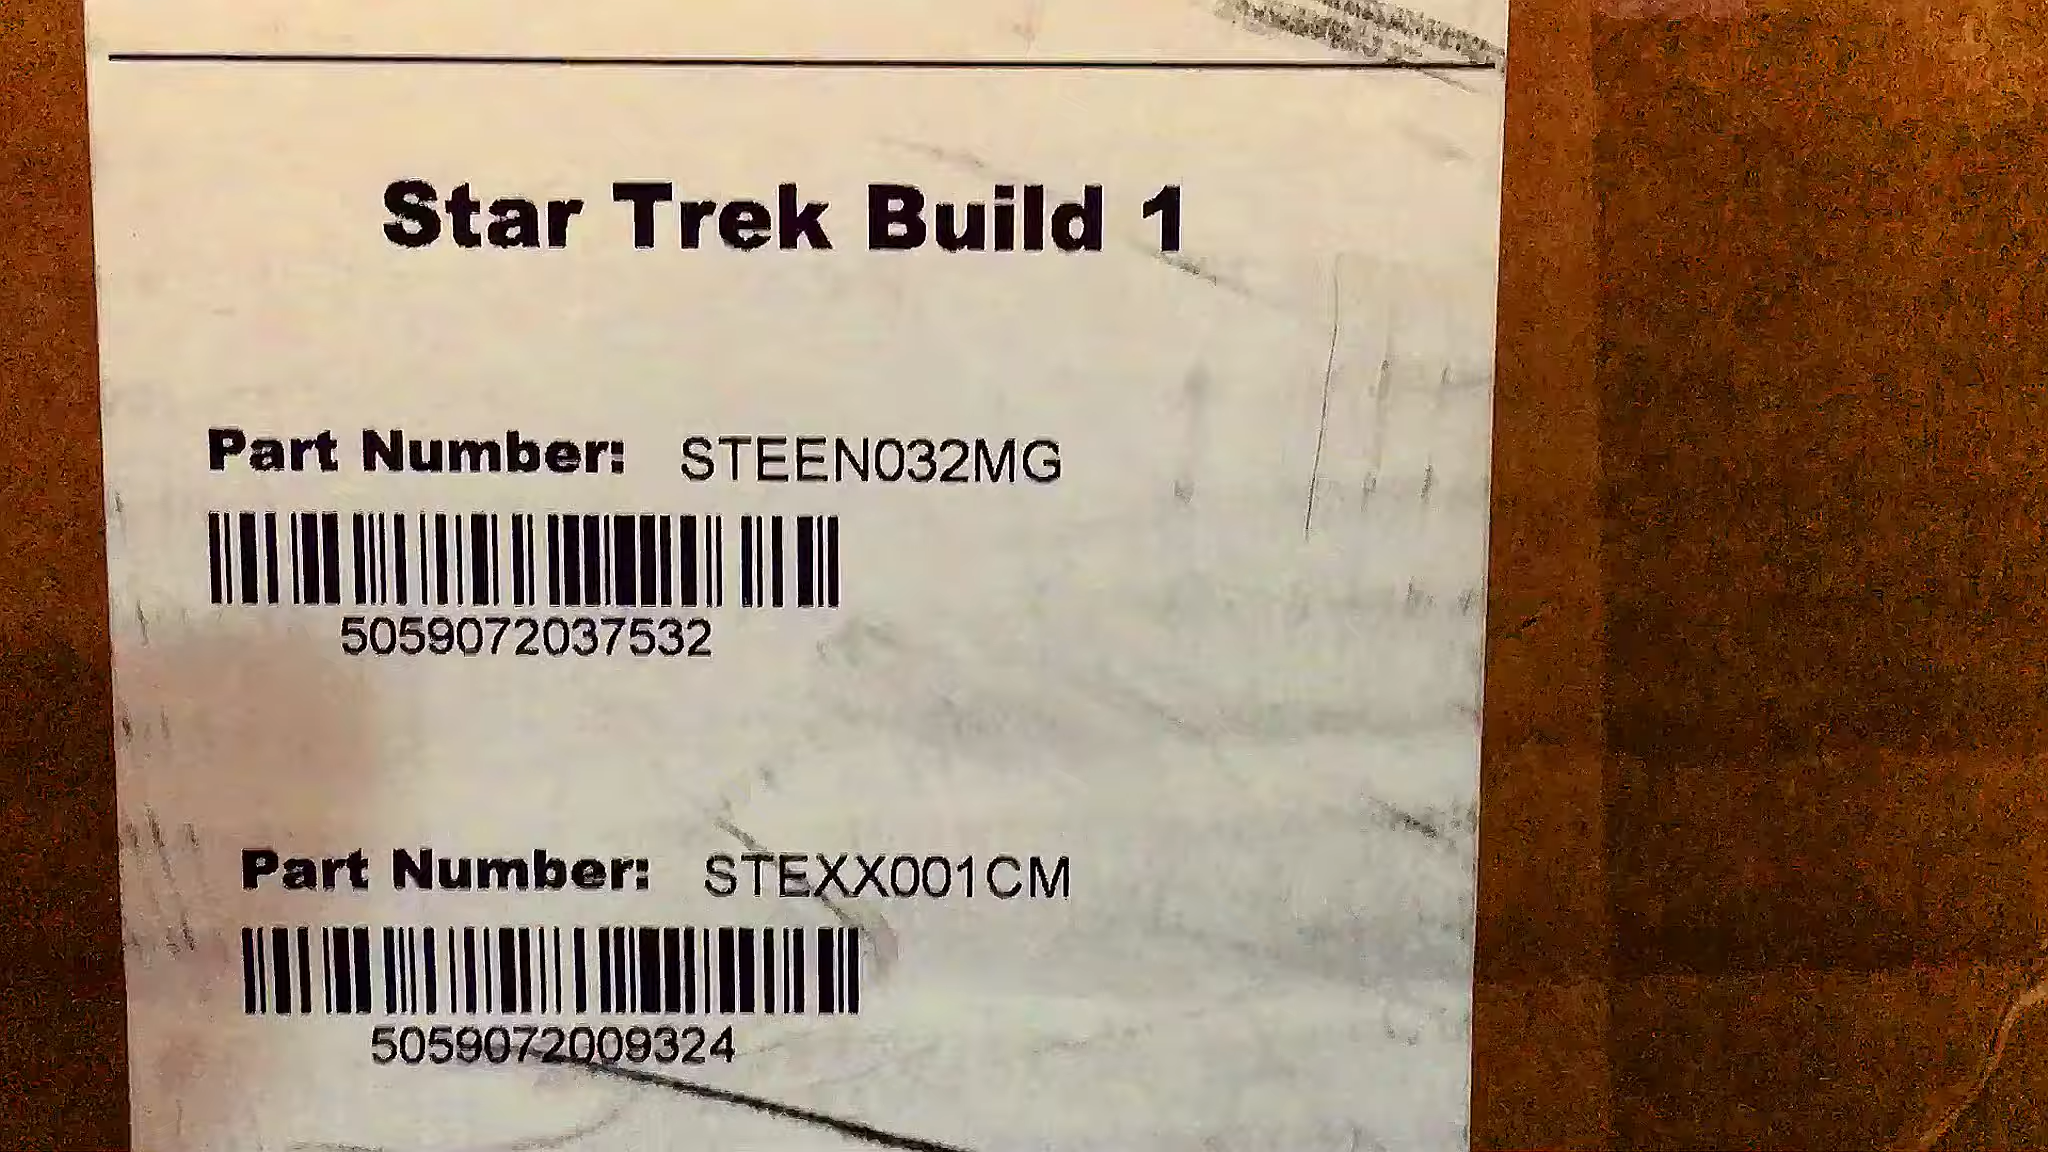 Star Trek Build 1
Part Number: STEEN032MG
5059072037532
Part Number: STEXX001CM
5059072009324